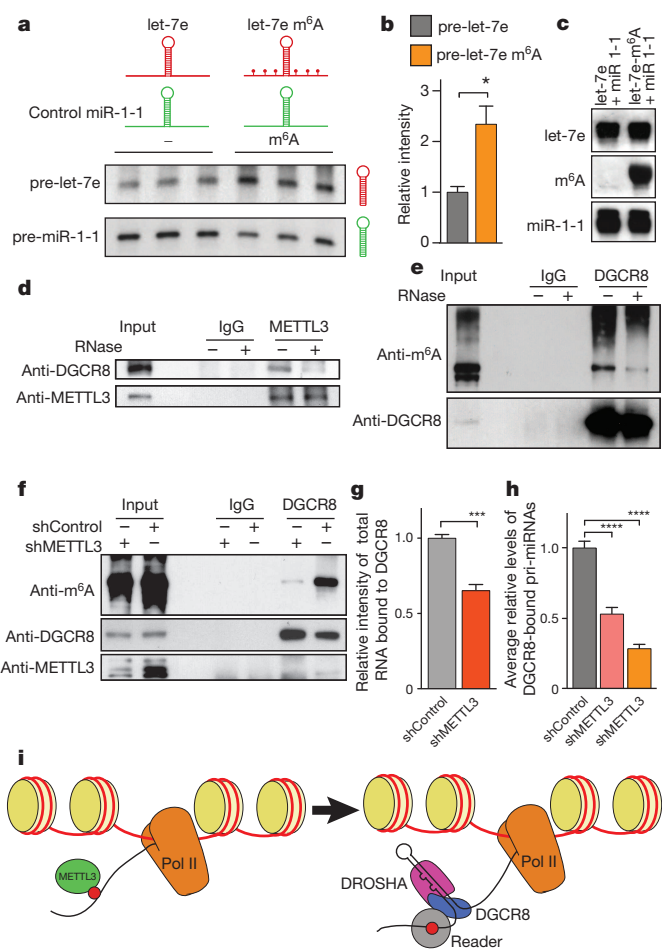 a
let-7e
let-7e m⁶A
Control miR-1-1
–
m⁶A
pre-let-7e
pre-miR-1-1
b
pre-let-7e
pre-let-7e m⁶A
Relative intensity
3
2
1
0
*
c
let-7e
+ miR 1-1
let-7e-m⁶A
+ miR 1-1
let-7e
m⁶A
miR-1-1
d
Input
IgG
METTL3
RNase
– + – +
Anti-DGCR8
Anti-METTL3
e
Input
IgG
DGCR8
RNase
– + – +
Anti-m⁶A
Anti-DGCR8
f
Input
IgG
DGCR8
shControl
– + – + – +
shMETTL3
+ – + – + –
Anti-m⁶A
Anti-DGCR8
Anti-METTL3
g
Relative intensity of total
RNA bound to DGCR8
1.0
0.5
0
***
shControl
shMETTL3
h
Average relative levels of
DGCR8-bound pri-miRNAs
1.0
0.5
0
****
****
shControl
shMETTL3
shMETTL3
i
METTL3
Pol II
DROSHA
DGCR8
Reader
Pol II